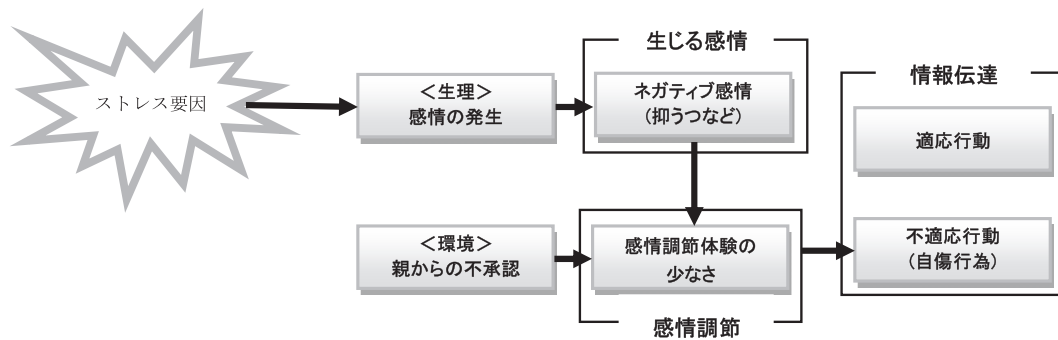 ストレス要因
<生理>
感情の発生
生じる感情
ネガティブ感情
(抑うつなど)
情報伝達
適応行動
<環境>
親からの不承認
感情調節体験の
少なさ
感情調節
不適応行動
(自傷行為)